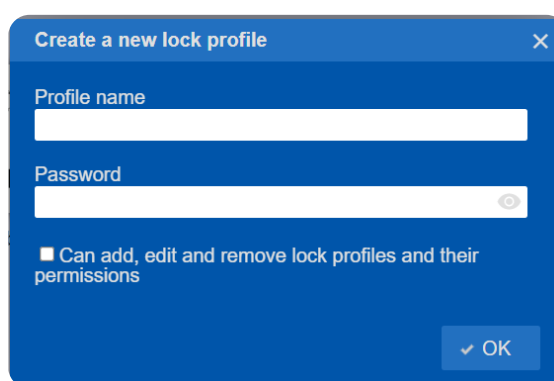 Create a new lock profile
Profile name
Password
Can add, edit and remove lock profiles and their
permissions
OK